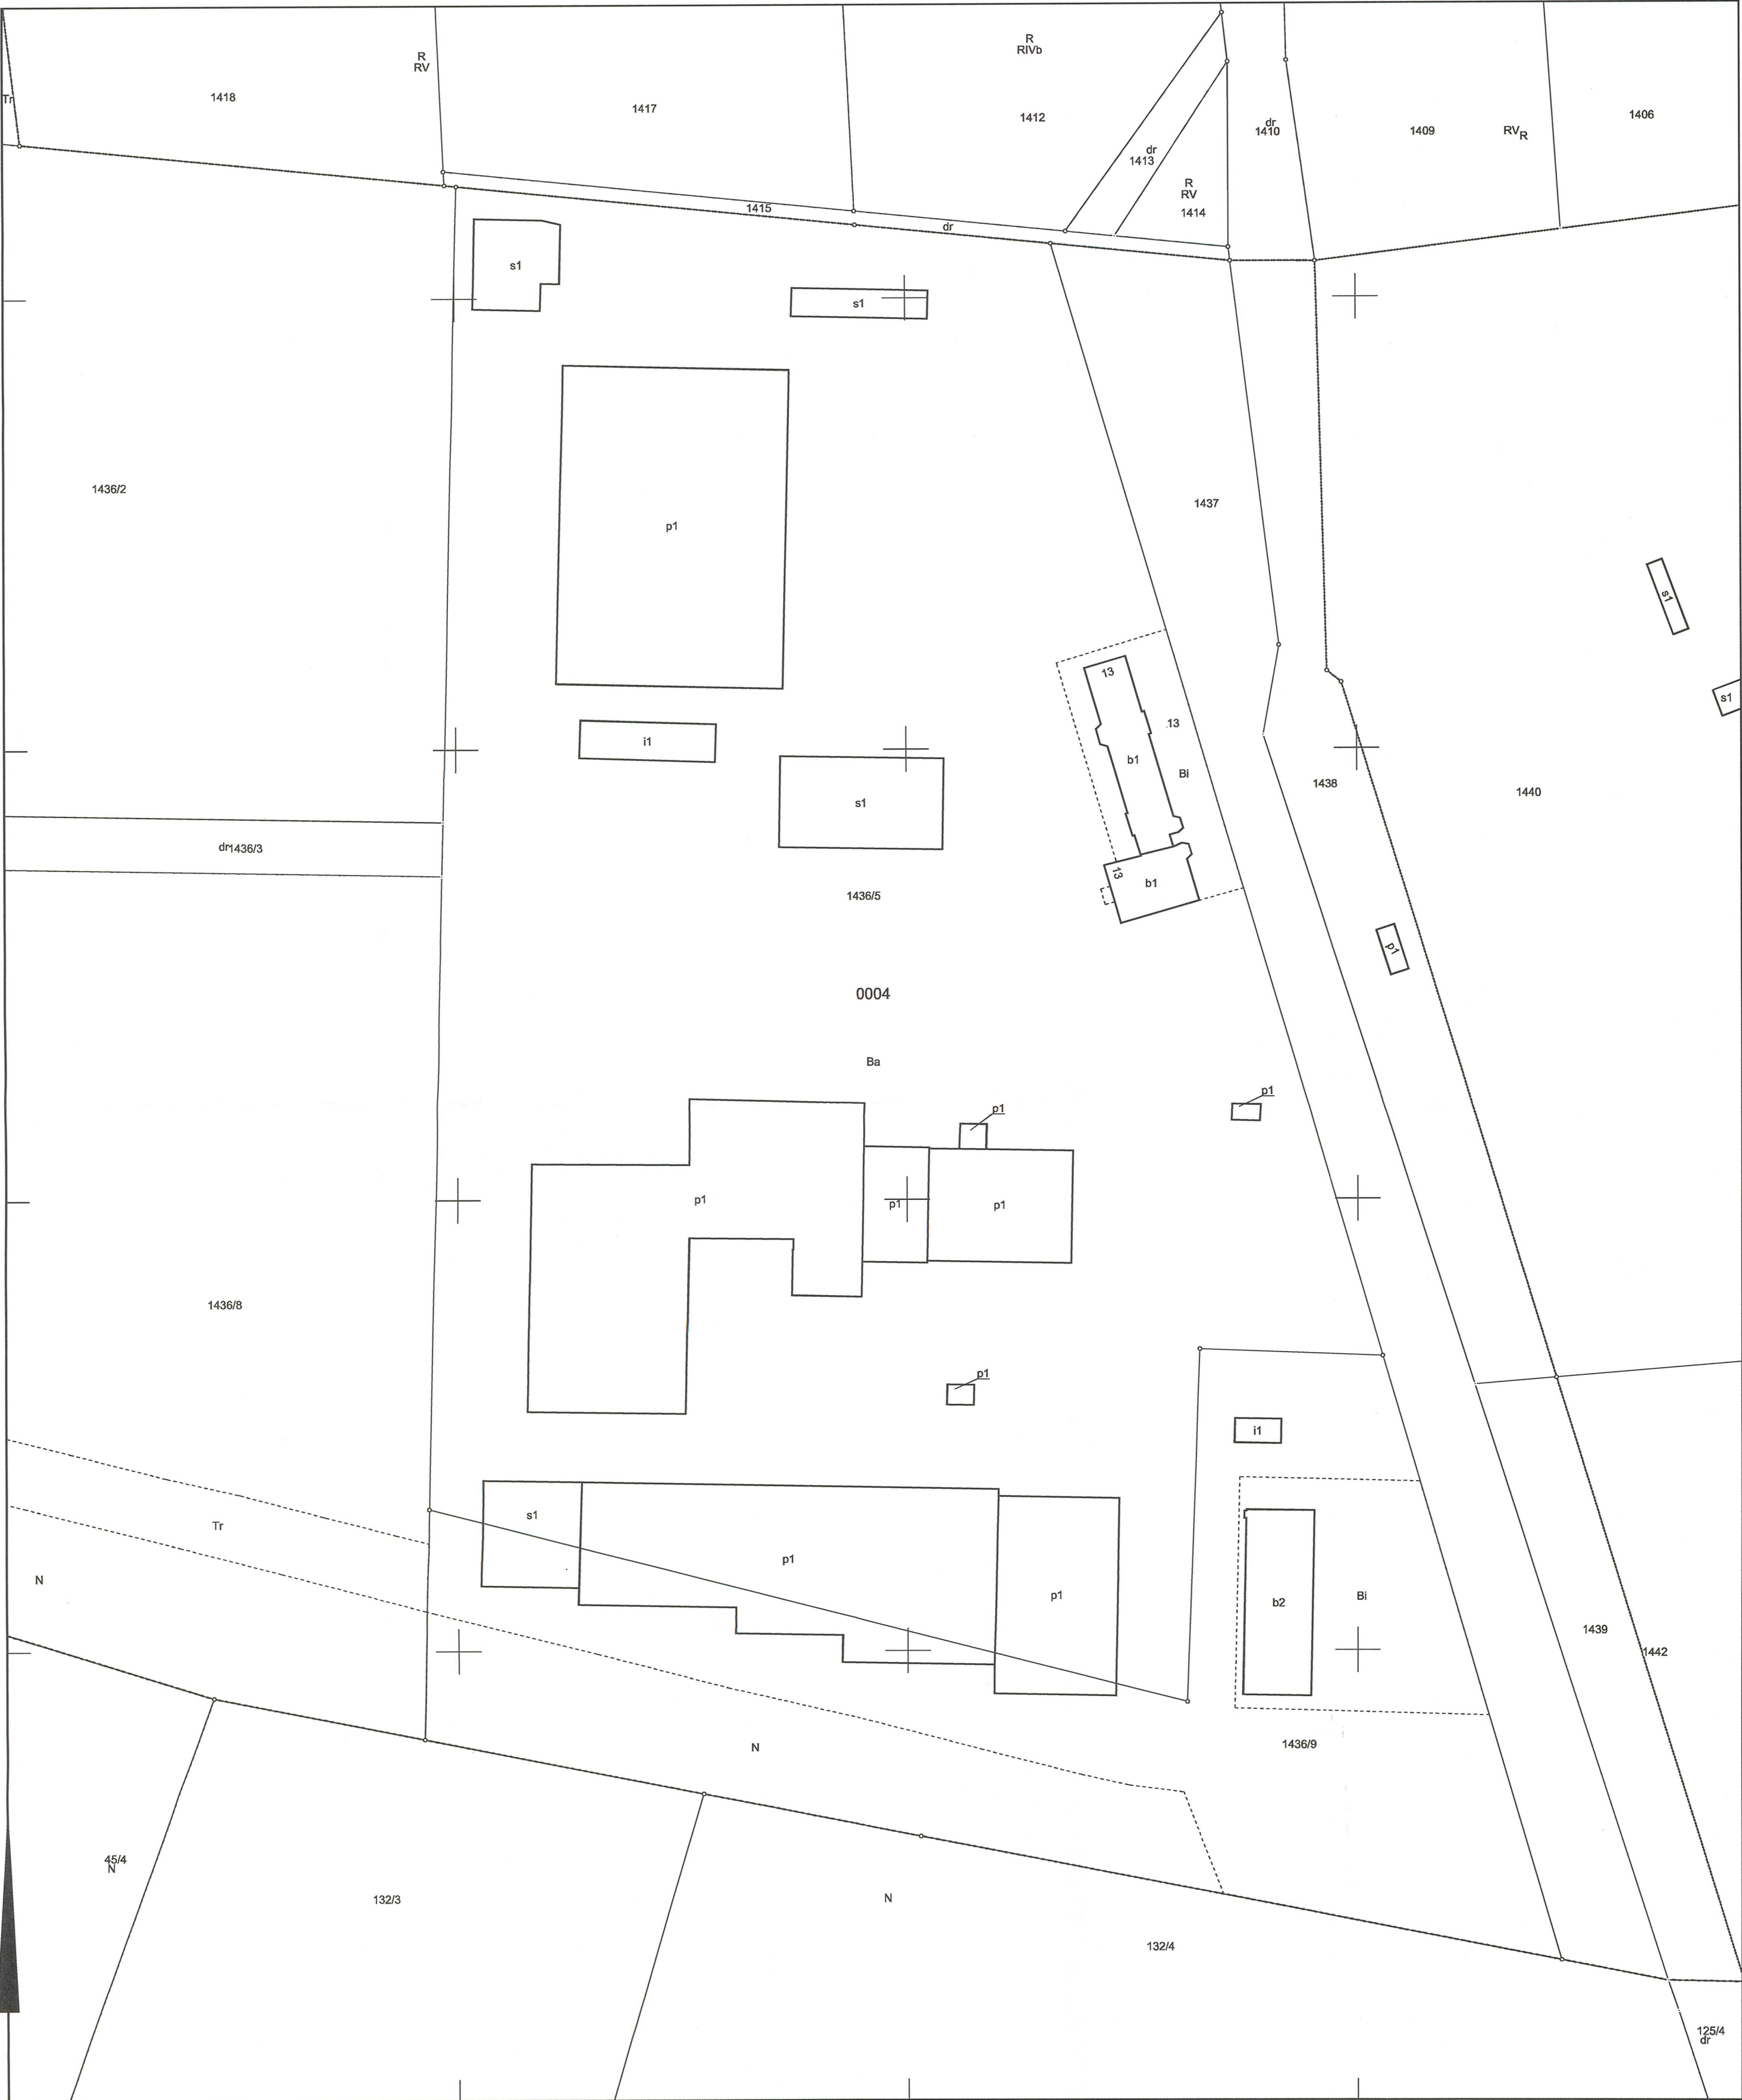 R
RIVb
R
RV
1418
Tr
1417
1412
1406
dr
1410
1409
RV
R
dr
1413
R
RV
1414
1415
dr
s1
s1
1436/2
1437
p1
s1
13
s1
.13
i1
b1
Bi
1438
1440
s1
dr1436/3
13
b1
1436/5
p1
0004
Ba
p1
p1
p1
p1
p1
1436/8
p1
i1
s1
Tr
p1
N
p1
b2
Bi
1439
1442
N
1436/9
45/4
N
132/3
N
132/4
125/4
dr